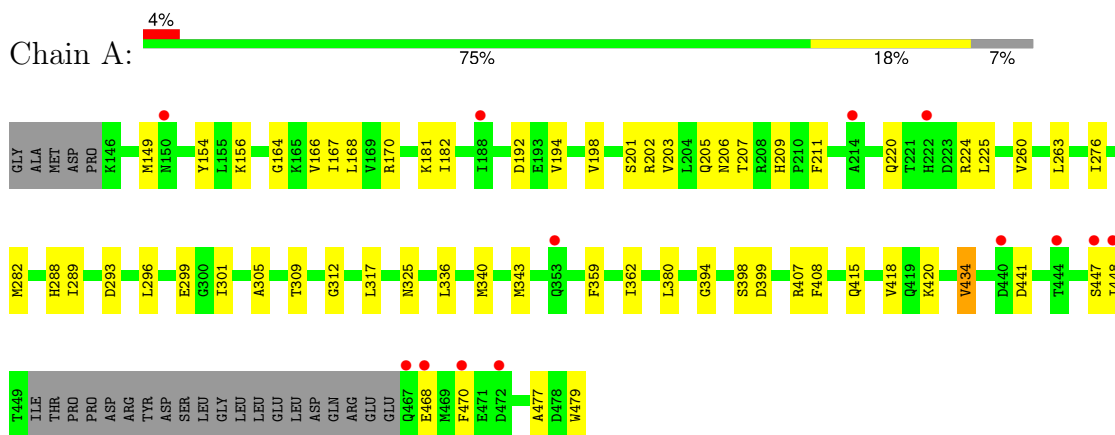 4%
Chain A:
75% 18% 7%
GLY ALA MET ASP PRO K146 M149 N150 Y154 L155 K156 G164 K165 V166 I167 L168 V169 R170 K181 I182 I188 D192 E193 V194 V198 S201 R202 V203 L204 Q205 N206 T207 R208 H209 P210 F211 A214 Q220 T221 H222 D223 R224 L225 V260 L263 I276
M282 H288 I289 D293 L296 E299 G300 I301 A305 T309 G312 L317 N325 L336 M340 M343 Q353 F359 I362 L380 G394 S398 D399 R407 F408 Q415 V418 Q419 K420 V434 D440 D441 T444 S447 I448
T449 ILE THR PRO PRO ASP ARG TYR ASP SER LEU GLY LEU LEU GLU LEU ASP GLN ARG GLU GLU Q467 E468 M469 F470 E471 D472 A477 D478 W479